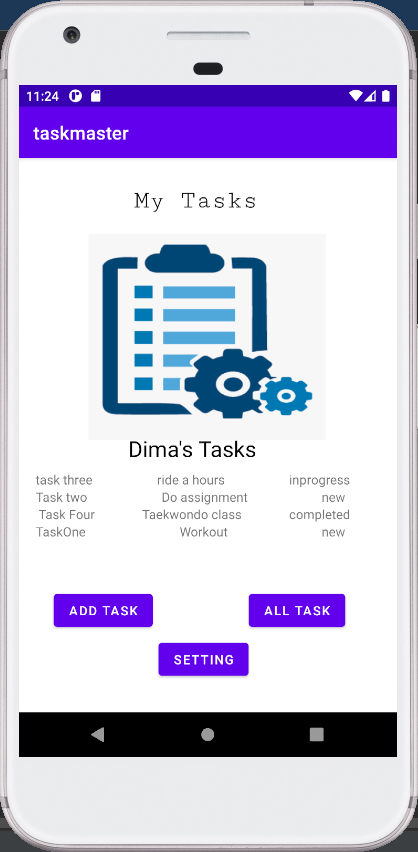 11:24
taskmaster
My Tasks
Dima's Tasks
task three ride a hours inprogress
Task two Do assignment new
Task Four Taekwondo class completed
TaskOne Workout new
ADD TASK ALL TASK
SETTING